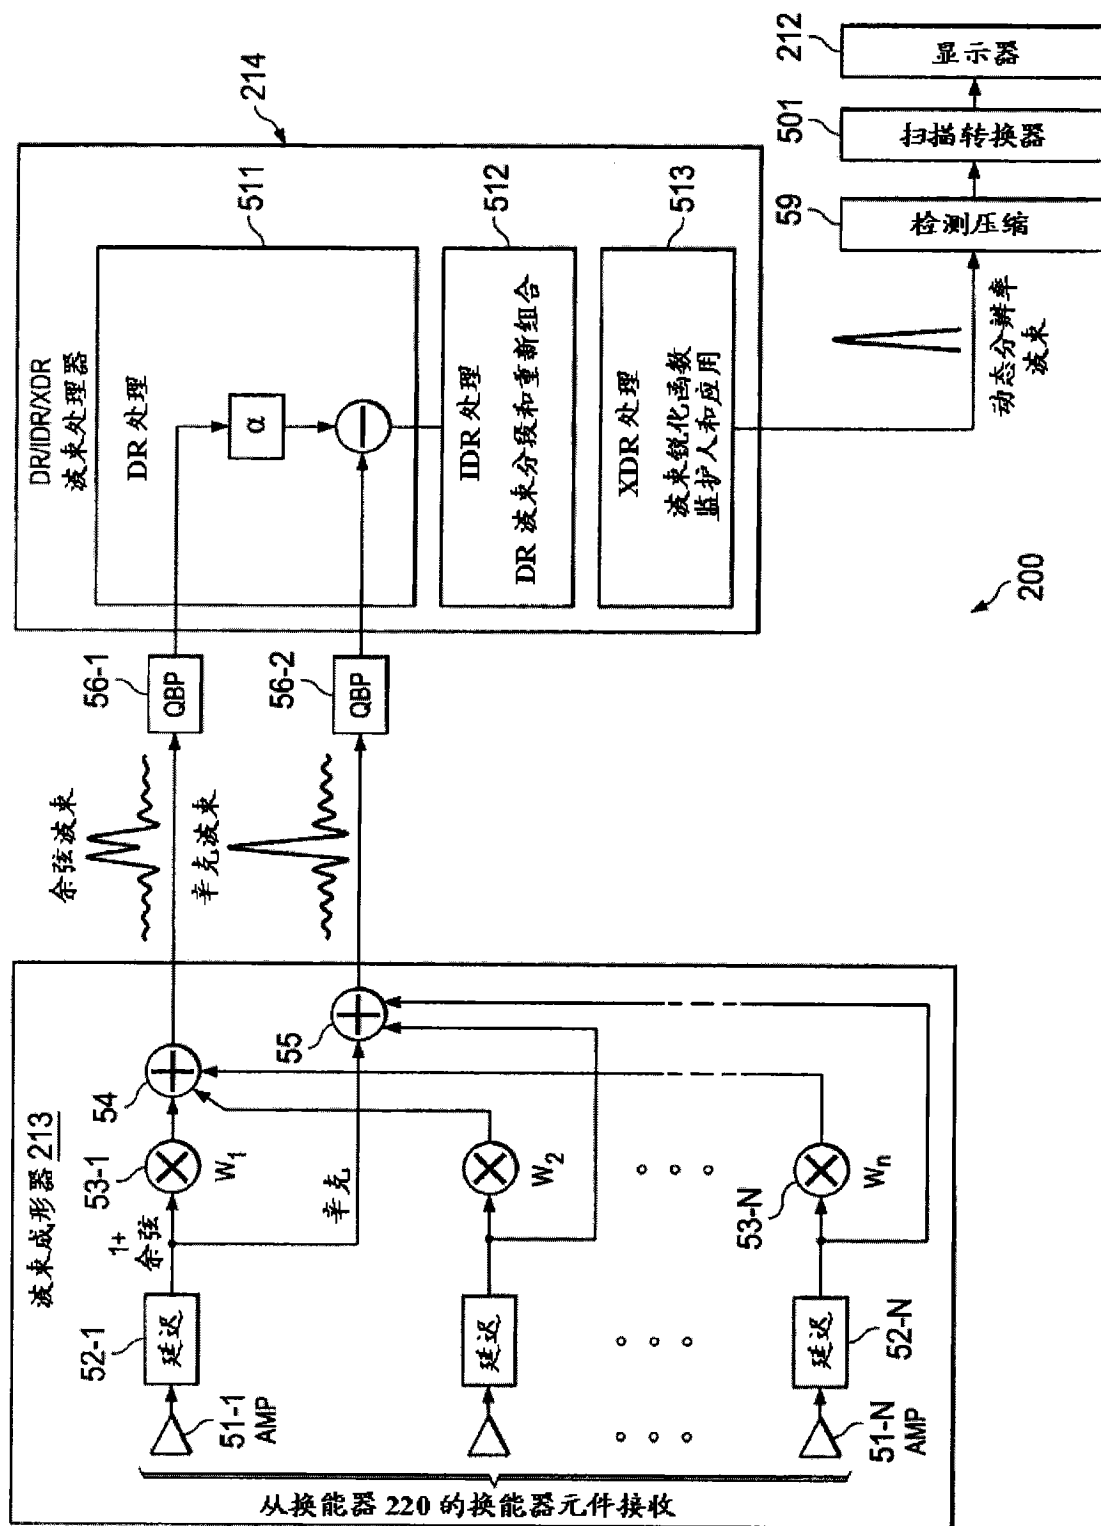 波束成形器 213
从换能器 220 的换能器元件接收
51-1
AMP
52-1
延迟
1+
余弦
53-1
W1
54
辛克
55
延迟
W2
51-N
AMP
52-N
延迟
53-N
Wn
余弦波束
辛克波束
56-1
QBP
56-2
QBP
214
DR/IDR/XDR
波束处理器
511
DR 处理
α
512
IDR 处理
DR 波束分段和重新组合
513
XDR 处理
波束锐化函数
监护人和应用
动态分辨率
波束
59
检测压缩
501
扫描转换器
212
显示器
200